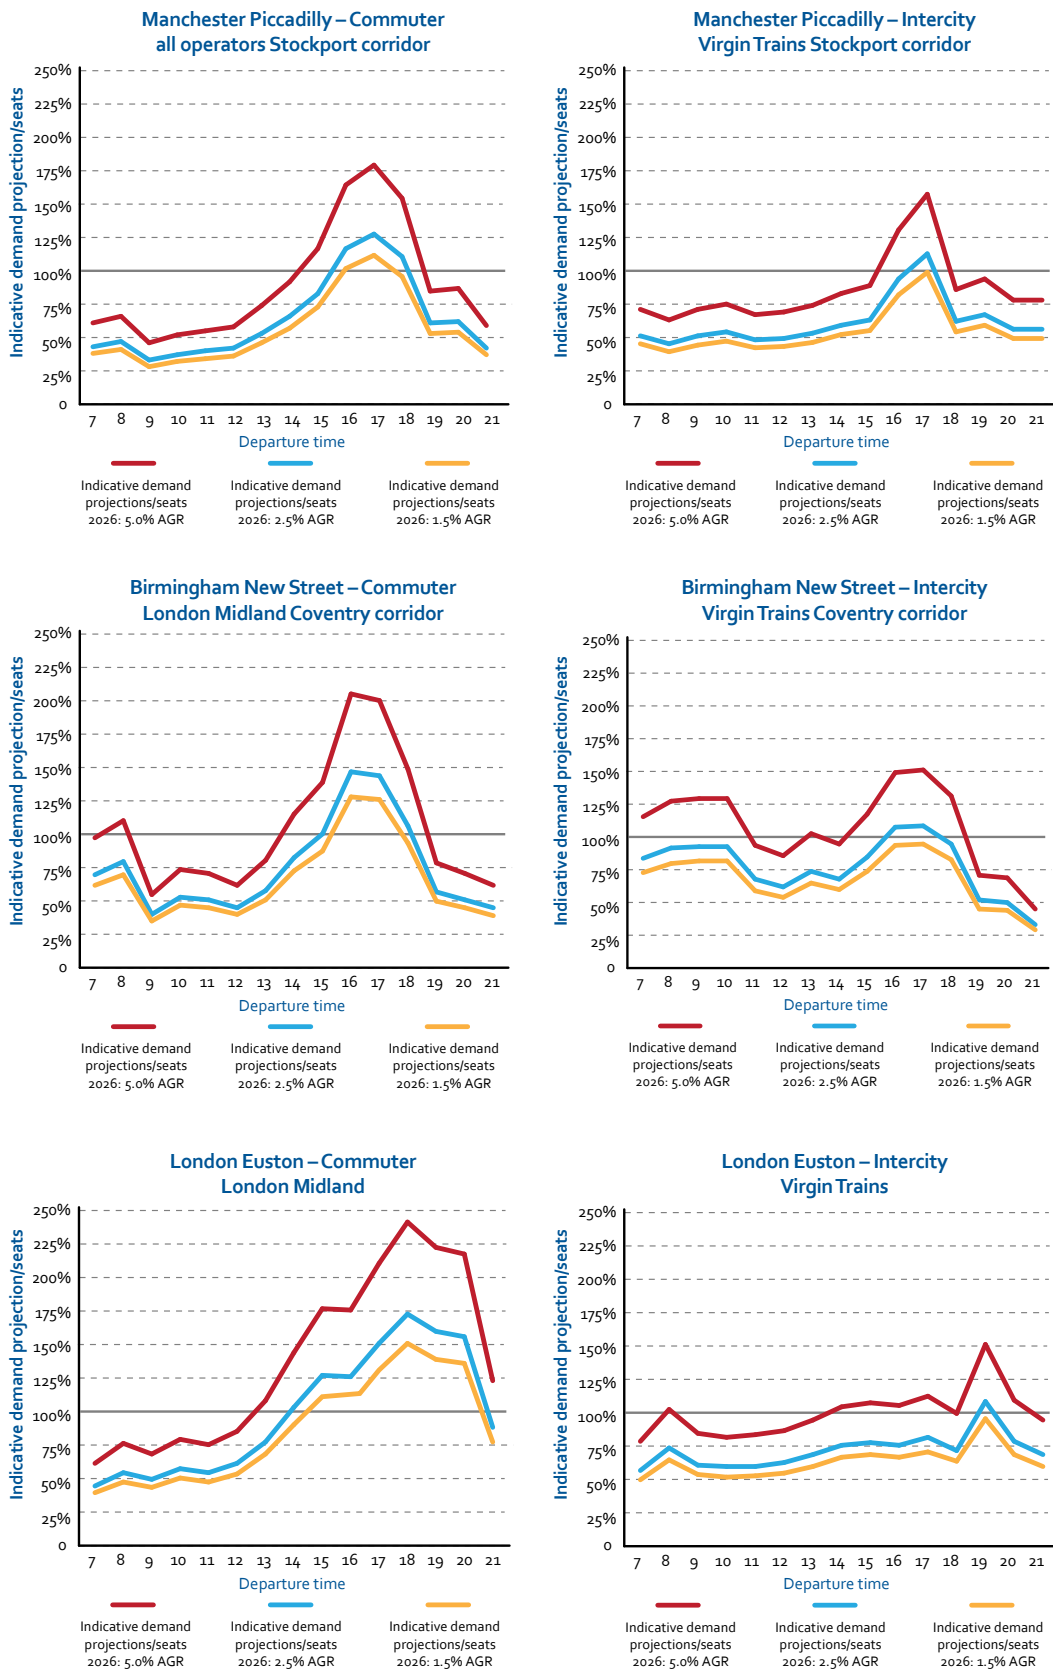 Manchester Piccadilly – Commuter
all operators Stockport corridor
Indicative demand projection/seats
250%
225%
200%
175%
150%
125%
100%
75%
50%
25%
0
7 8 9 10 11 12 13 14 15 16 17 18 19 20 21
Departure time
Indicative demand
projections/seats
2026: 5.0% AGR
Indicative demand
projections/seats
2026: 2.5% AGR
Indicative demand
projections/seats
2026: 1.5% AGR
Manchester Piccadilly – Intercity
Virgin Trains Stockport corridor
Indicative demand projection/seats
250%
225%
200%
175%
150%
125%
100%
75%
50%
25%
0
7 8 9 10 11 12 13 14 15 16 17 18 19 20 21
Departure time
Indicative demand
projections/seats
2026: 5.0% AGR
Indicative demand
projections/seats
2026: 2.5% AGR
Indicative demand
projections/seats
2026: 1.5% AGR
Birmingham New Street – Commuter
London Midland Coventry corridor
Indicative demand projection/seats
250%
225%
200%
175%
150%
125%
100%
75%
50%
25%
0
7 8 9 10 11 12 13 14 15 16 17 18 19 20 21
Departure time
Indicative demand
projections/seats
2026: 5.0% AGR
Indicative demand
projections/seats
2026: 2.5% AGR
Indicative demand
projections/seats
2026: 1.5% AGR
Birmingham New Street – Intercity
Virgin Trains Coventry corridor
Indicative demand projection/seats
250%
225%
200%
175%
150%
125%
100%
75%
50%
25%
0
7 8 9 10 11 12 13 14 15 16 17 18 19 20 21
Departure time
Indicative demand
projections/seats
2026: 5.0% AGR
Indicative demand
projections/seats
2026: 2.5% AGR
Indicative demand
projections/seats
2026: 1.5% AGR
London Euston – Commuter
London Midland
Indicative demand projection/seats
250%
225%
200%
175%
150%
125%
100%
75%
50%
25%
0
7 8 9 10 11 12 13 14 15 16 17 18 19 20 21
Departure time
Indicative demand
projections/seats
2026: 5.0% AGR
Indicative demand
projections/seats
2026: 2.5% AGR
Indicative demand
projections/seats
2026: 1.5% AGR
London Euston – Intercity
Virgin Trains
Indicative demand projection/seats
250%
225%
200%
175%
150%
125%
100%
75%
50%
25%
0
7 8 9 10 11 12 13 14 15 16 17 18 19 20 21
Departure time
Indicative demand
projections/seats
2026: 5.0% AGR
Indicative demand
projections/seats
2026: 2.5% AGR
Indicative demand
projections/seats
2026: 1.5% AGR